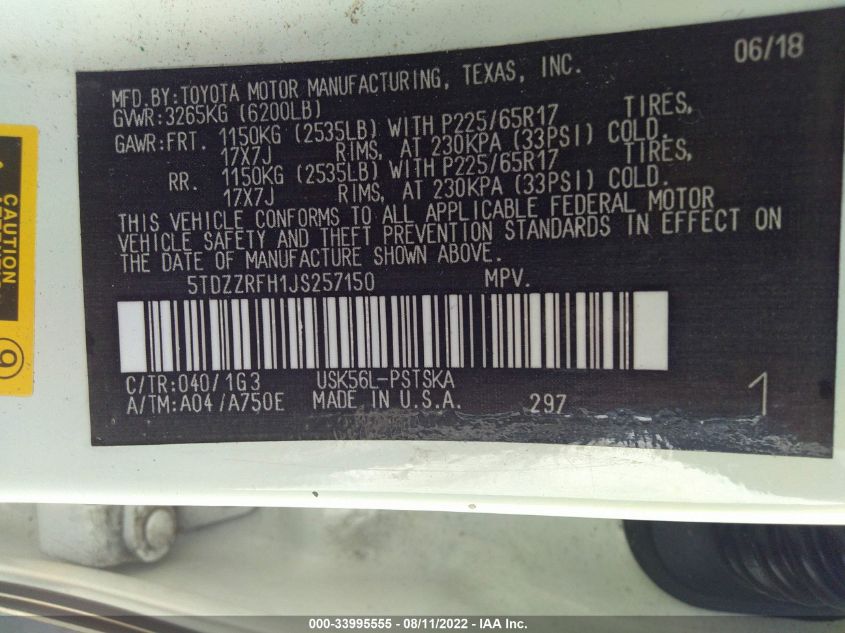 06/18
MFD.BY:TOYOTA MOTOR MANUFACTURING, TEXAS, INC.
GVWR:3265KG (6200LB)
GAWR:FRT. 1150KG (2535LB) WITH P225/65R17 TIRES,
17X7J RIMS, AT 230KPA (33PSI) COLD.
RR. 1150KG (2535LB) WITH P225/65R17 TIRES,
17X7J RIMS, AT 230KPA (33PSI) COLD.
THIS VEHICLE CONFORMS TO ALL APPLICABLE FEDERAL MOTOR
VEHICLE SAFETY AND THEFT PREVENTION STANDARDS IN EFFECT ON
THE DATE OF MANUFACTURE SHOWN ABOVE.
5TDZZRFH1JS257150 MPV.
C/TR:040/1G3 USK56L-PSTSKA
A/TM:A04/A750E MADE IN U.S.A. 297 1
CAUTION
9
000-33995555 - 08/11/2022 - IAA Inc.